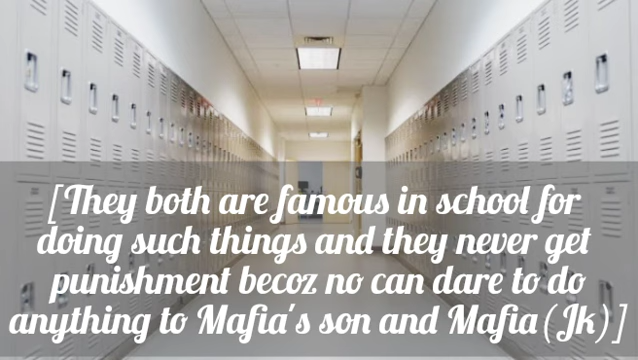 [They both are famous in school for
doing such things and they never get
punishment becoz no can dare to do
anything to Mafia's son and Mafia(Jk)]